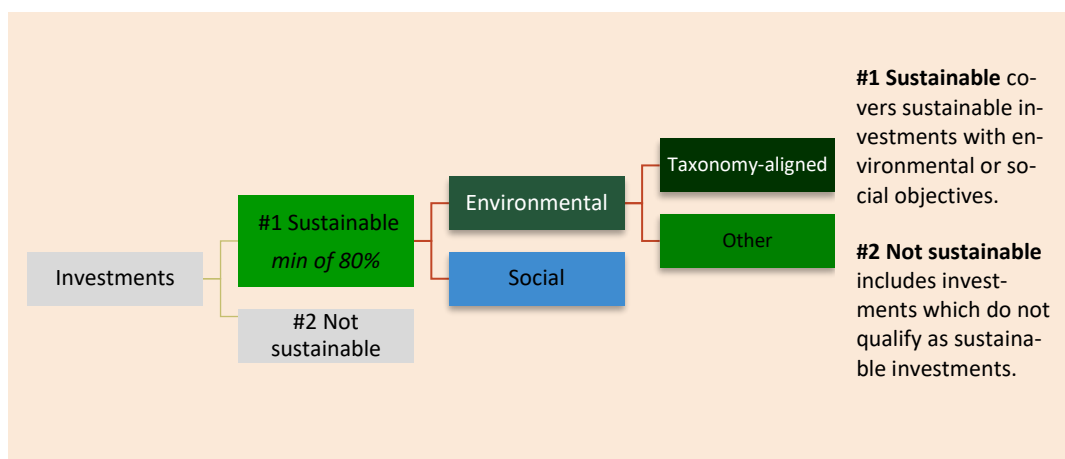 Investments
#1 Sustainable
min of 80%
#2 Not
sustainable
Environmental
Social
Taxonomy-aligned
Other
#1 Sustainable co-
vers sustainable in-
vestments with en-
vironmental or so-
cial objectives.
#2 Not sustainable
includes invest-
ments which do not
qualify as sustaina-
ble investments.